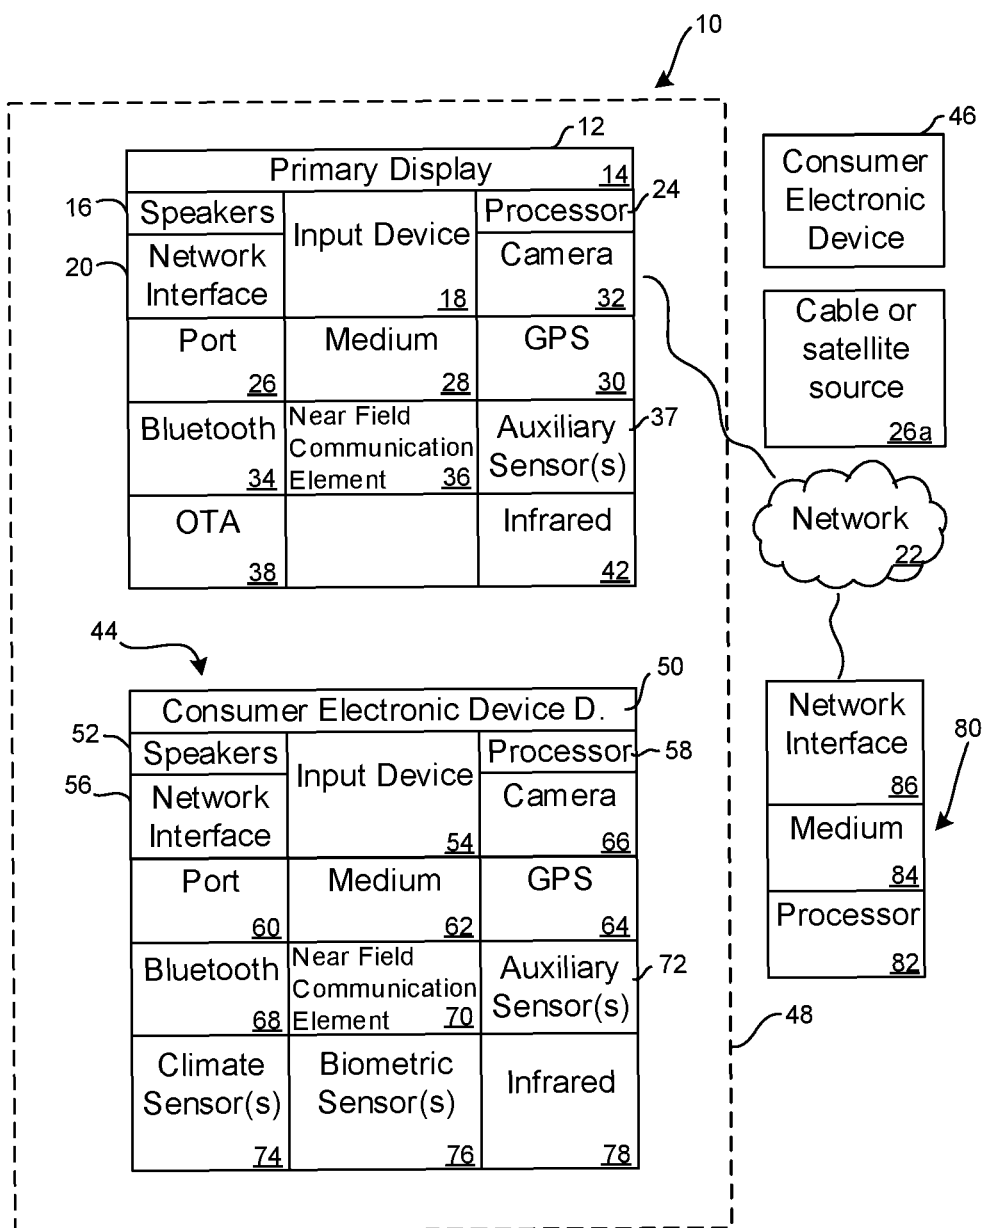 10
12
Primary Display
14
16
Speakers
Input Device
18
Processor
24
20
Network
Interface
Camera
32
Port
26
Medium
28
GPS
30
Bluetooth
34
Near Field
Communication
Element
36
Auxiliary
Sensor(s)
37
OTA
38
Infrared
42
46
Consumer
Electronic
Device
Cable or
satellite
source
26a
Network
22
44
50
Consumer Electronic Device D.
52
Speakers
Input Device
54
Processor
58
56
Network
Interface
Camera
66
Port
60
Medium
62
GPS
64
Bluetooth
68
Near Field
Communication
Element
70
Auxiliary
Sensor(s)
72
Climate
Sensor(s)
74
Biometric
Sensor(s)
76
Infrared
78
Network
Interface
86
80
Medium
84
Processor
82
48